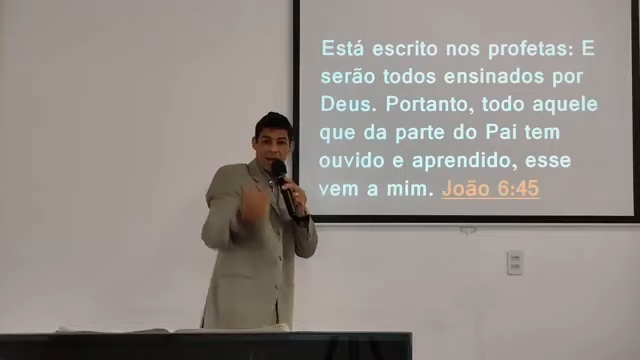 Está escrito nos profetas: E
serão todos ensinados por
Deus. Portanto, todo aquele
que da parte do Pai tem
ouvido e aprendido, esse
vem a mim. João 6:45